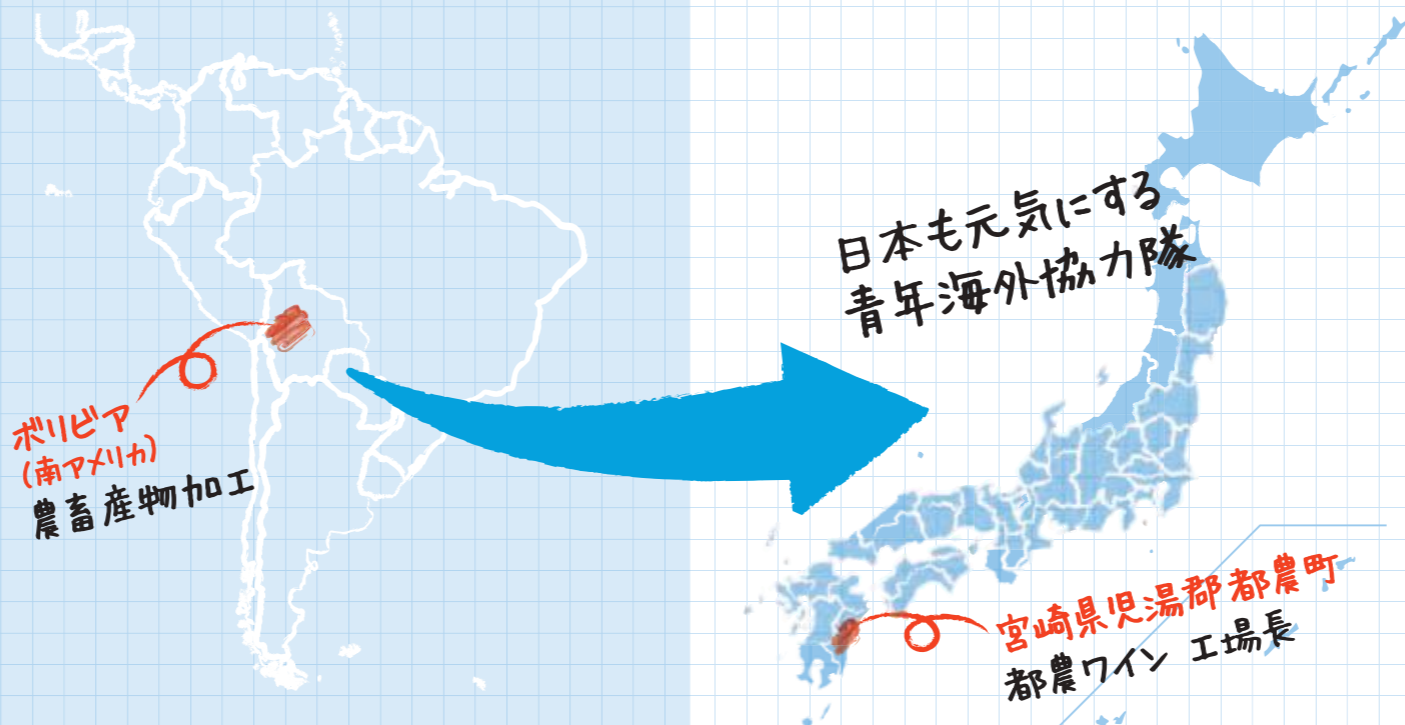 ボリビア
(南アメリカ)
農畜産物加工
日本も元気にする
青年海外協力隊
宮崎県児湯郡都農町
都農ワイン 工場長